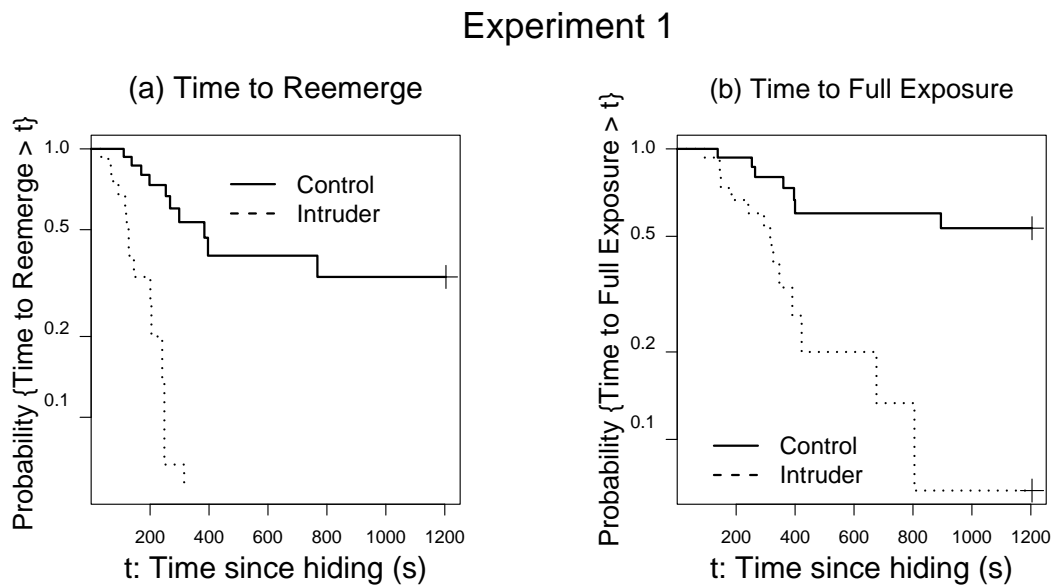 Experiment 1
(a) Time to Reemerge
Probability {Time to Reemerge > t}
1.0
0.5
0.2
0.1
Control
Intruder
200 400 600 800 1000 1200
t: Time since hiding (s)
(b) Time to Full Exposure
Probability {Time to Full Exposure > t}
1.0
0.5
0.2
0.1
Control
Intruder
200 400 600 800 1000 1200
t: Time since hiding (s)